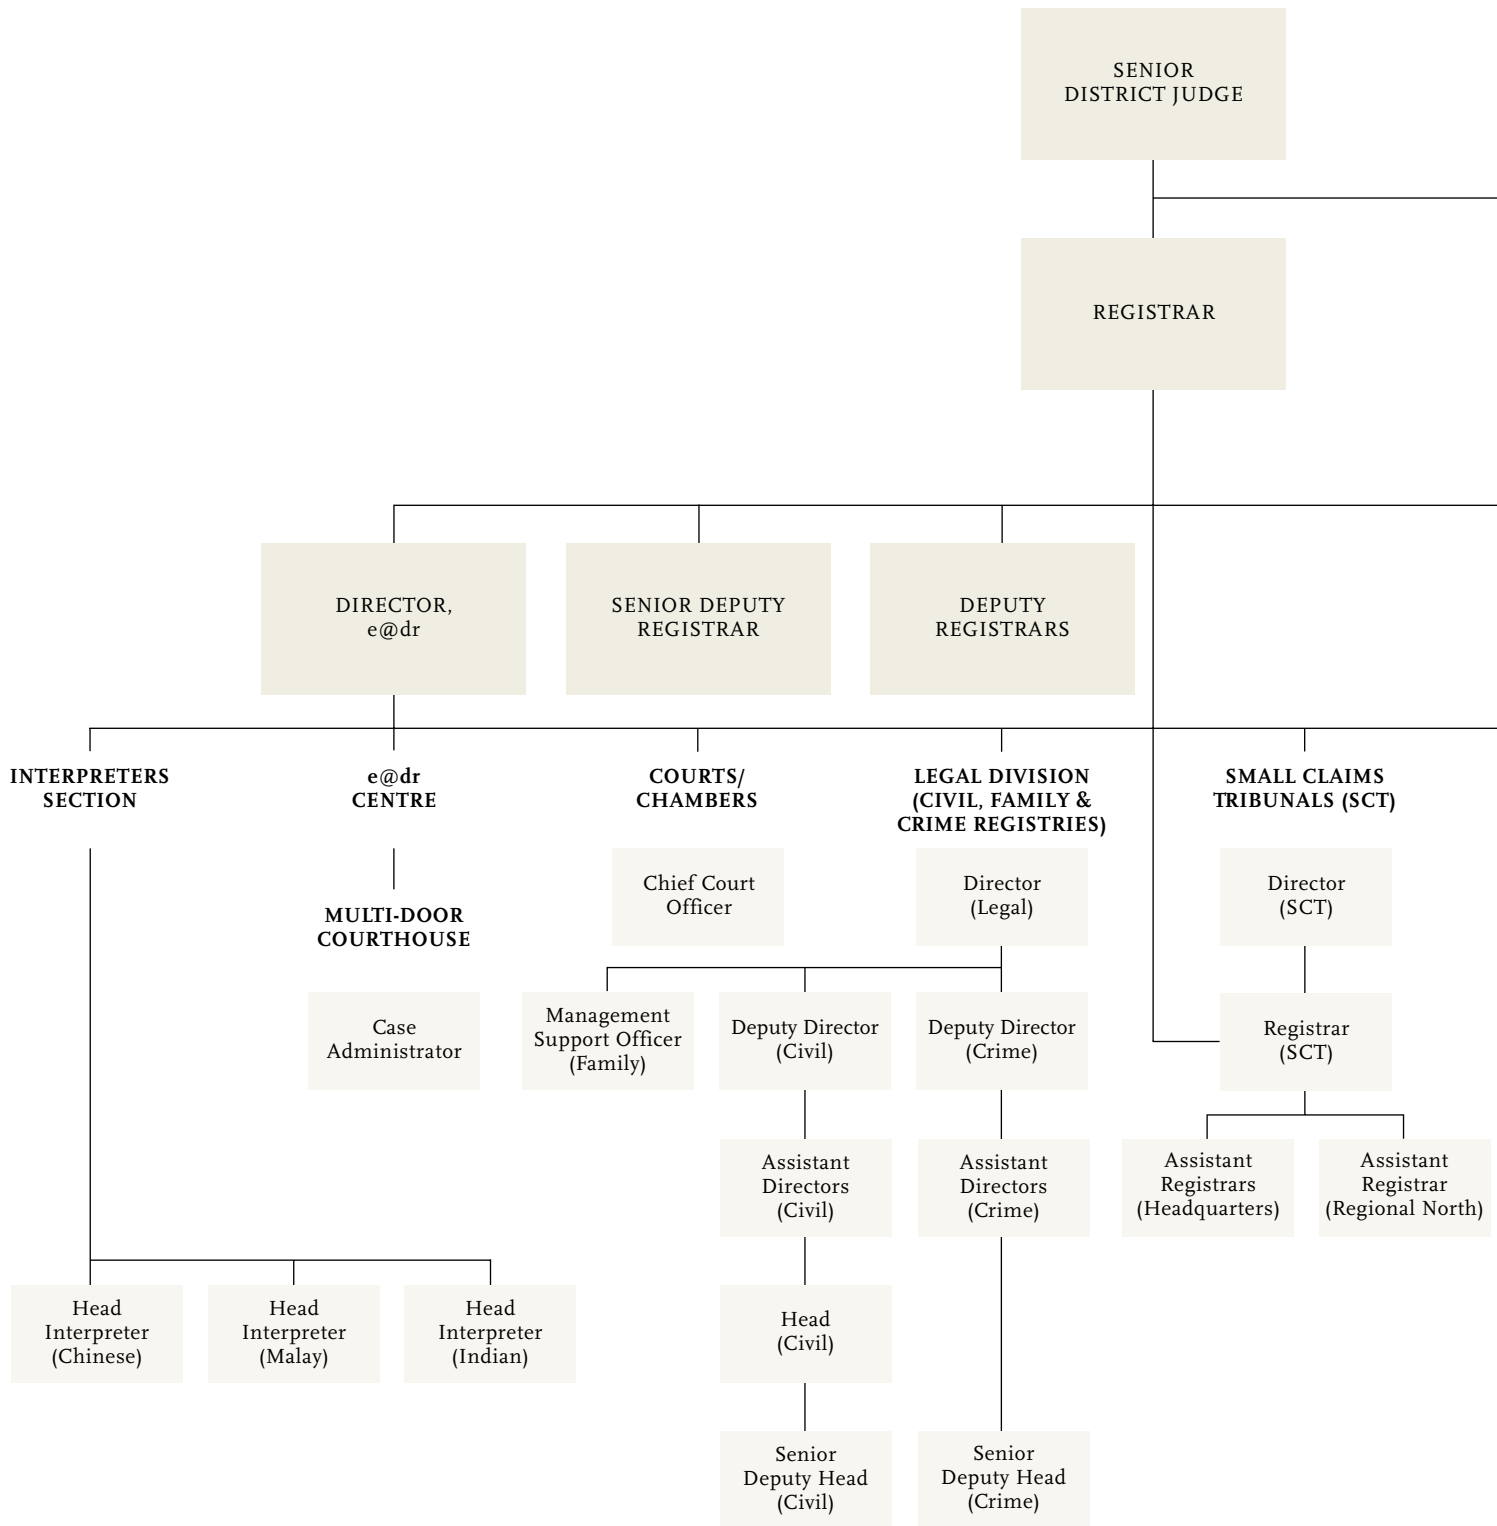 SENIOR
DISTRICT JUDGE
REGISTRAR
DIRECTOR,
e@dr
SENIOR DEPUTY
REGISTRAR
DEPUTY
REGISTRARS
INTERPRETERS
SECTION
e@dr
CENTRE
COURTS/
CHAMBERS
LEGAL DIVISION
(CIVIL, FAMILY &
CRIME REGISTRIES)
SMALL CLAIMS
TRIBUNALS (SCT)
Chief Court
Officer
Director
(Legal)
Director
(SCT)
MULTI-DOOR
COURTHOUSE
Case
Administrator
Management
Support Officer
(Family)
Deputy Director
(Civil)
Deputy Director
(Crime)
Registrar
(SCT)
Assistant
Directors
(Civil)
Assistant
Directors
(Crime)
Assistant
Registrars
(Headquarters)
Assistant
Registrar
(Regional North)
Head
Interpreter
(Chinese)
Head
Interpreter
(Malay)
Head
Interpreter
(Indian)
Head
(Civil)
Senior
Deputy Head
(Civil)
Senior
Deputy Head
(Crime)